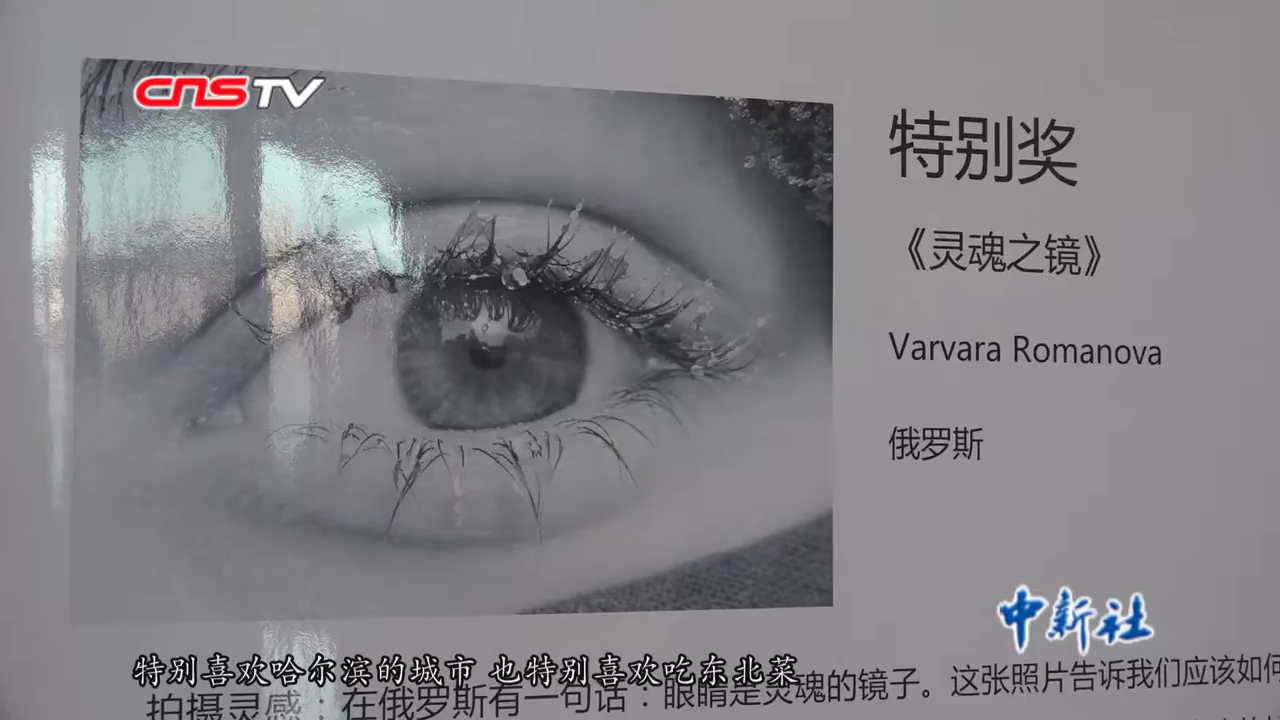 CNSTV
特别奖
《灵魂之镜》
Varvara Romanova
俄罗斯
中新社
特别喜欢哈尔滨的城市 也特别喜欢吃东北菜
拍摄灵感：在俄罗斯有一句话：眼睛是灵魂的镜子。这张照片告诉我们应该如何